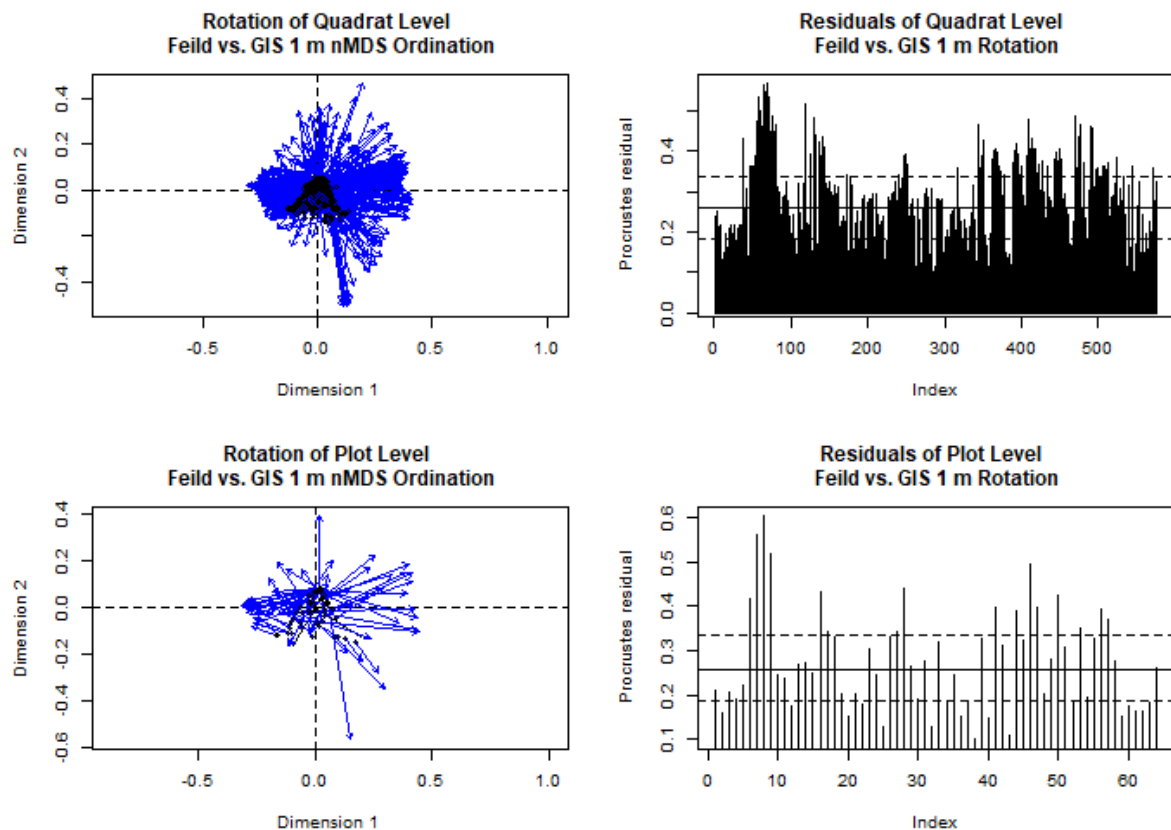 Rotation of Quadrat Level
Feild vs. GIS 1 m nMDS Ordination
Dimension 2
0.4
0.2
0.0
-0.4
-0.5
0.0
0.5
1.0
Dimension 1
Residuals of Quadrat Level
Feild vs. GIS 1 m Rotation
Procrustes residual
0.4
0.2
0.0
0
100
200
300
400
500
Index
Rotation of Plot Level
Feild vs. GIS 1 m nMDS Ordination
Dimension 2
0.4
0.2
0.0
-0.2
-0.4
-0.6
-0.5
0.0
0.5
1.0
Dimension 1
Residuals of Plot Level
Feild vs. GIS 1 m Rotation
Procrustes residual
0.6
0.5
0.4
0.3
0.2
0.1
0
10
20
30
40
50
60
Index